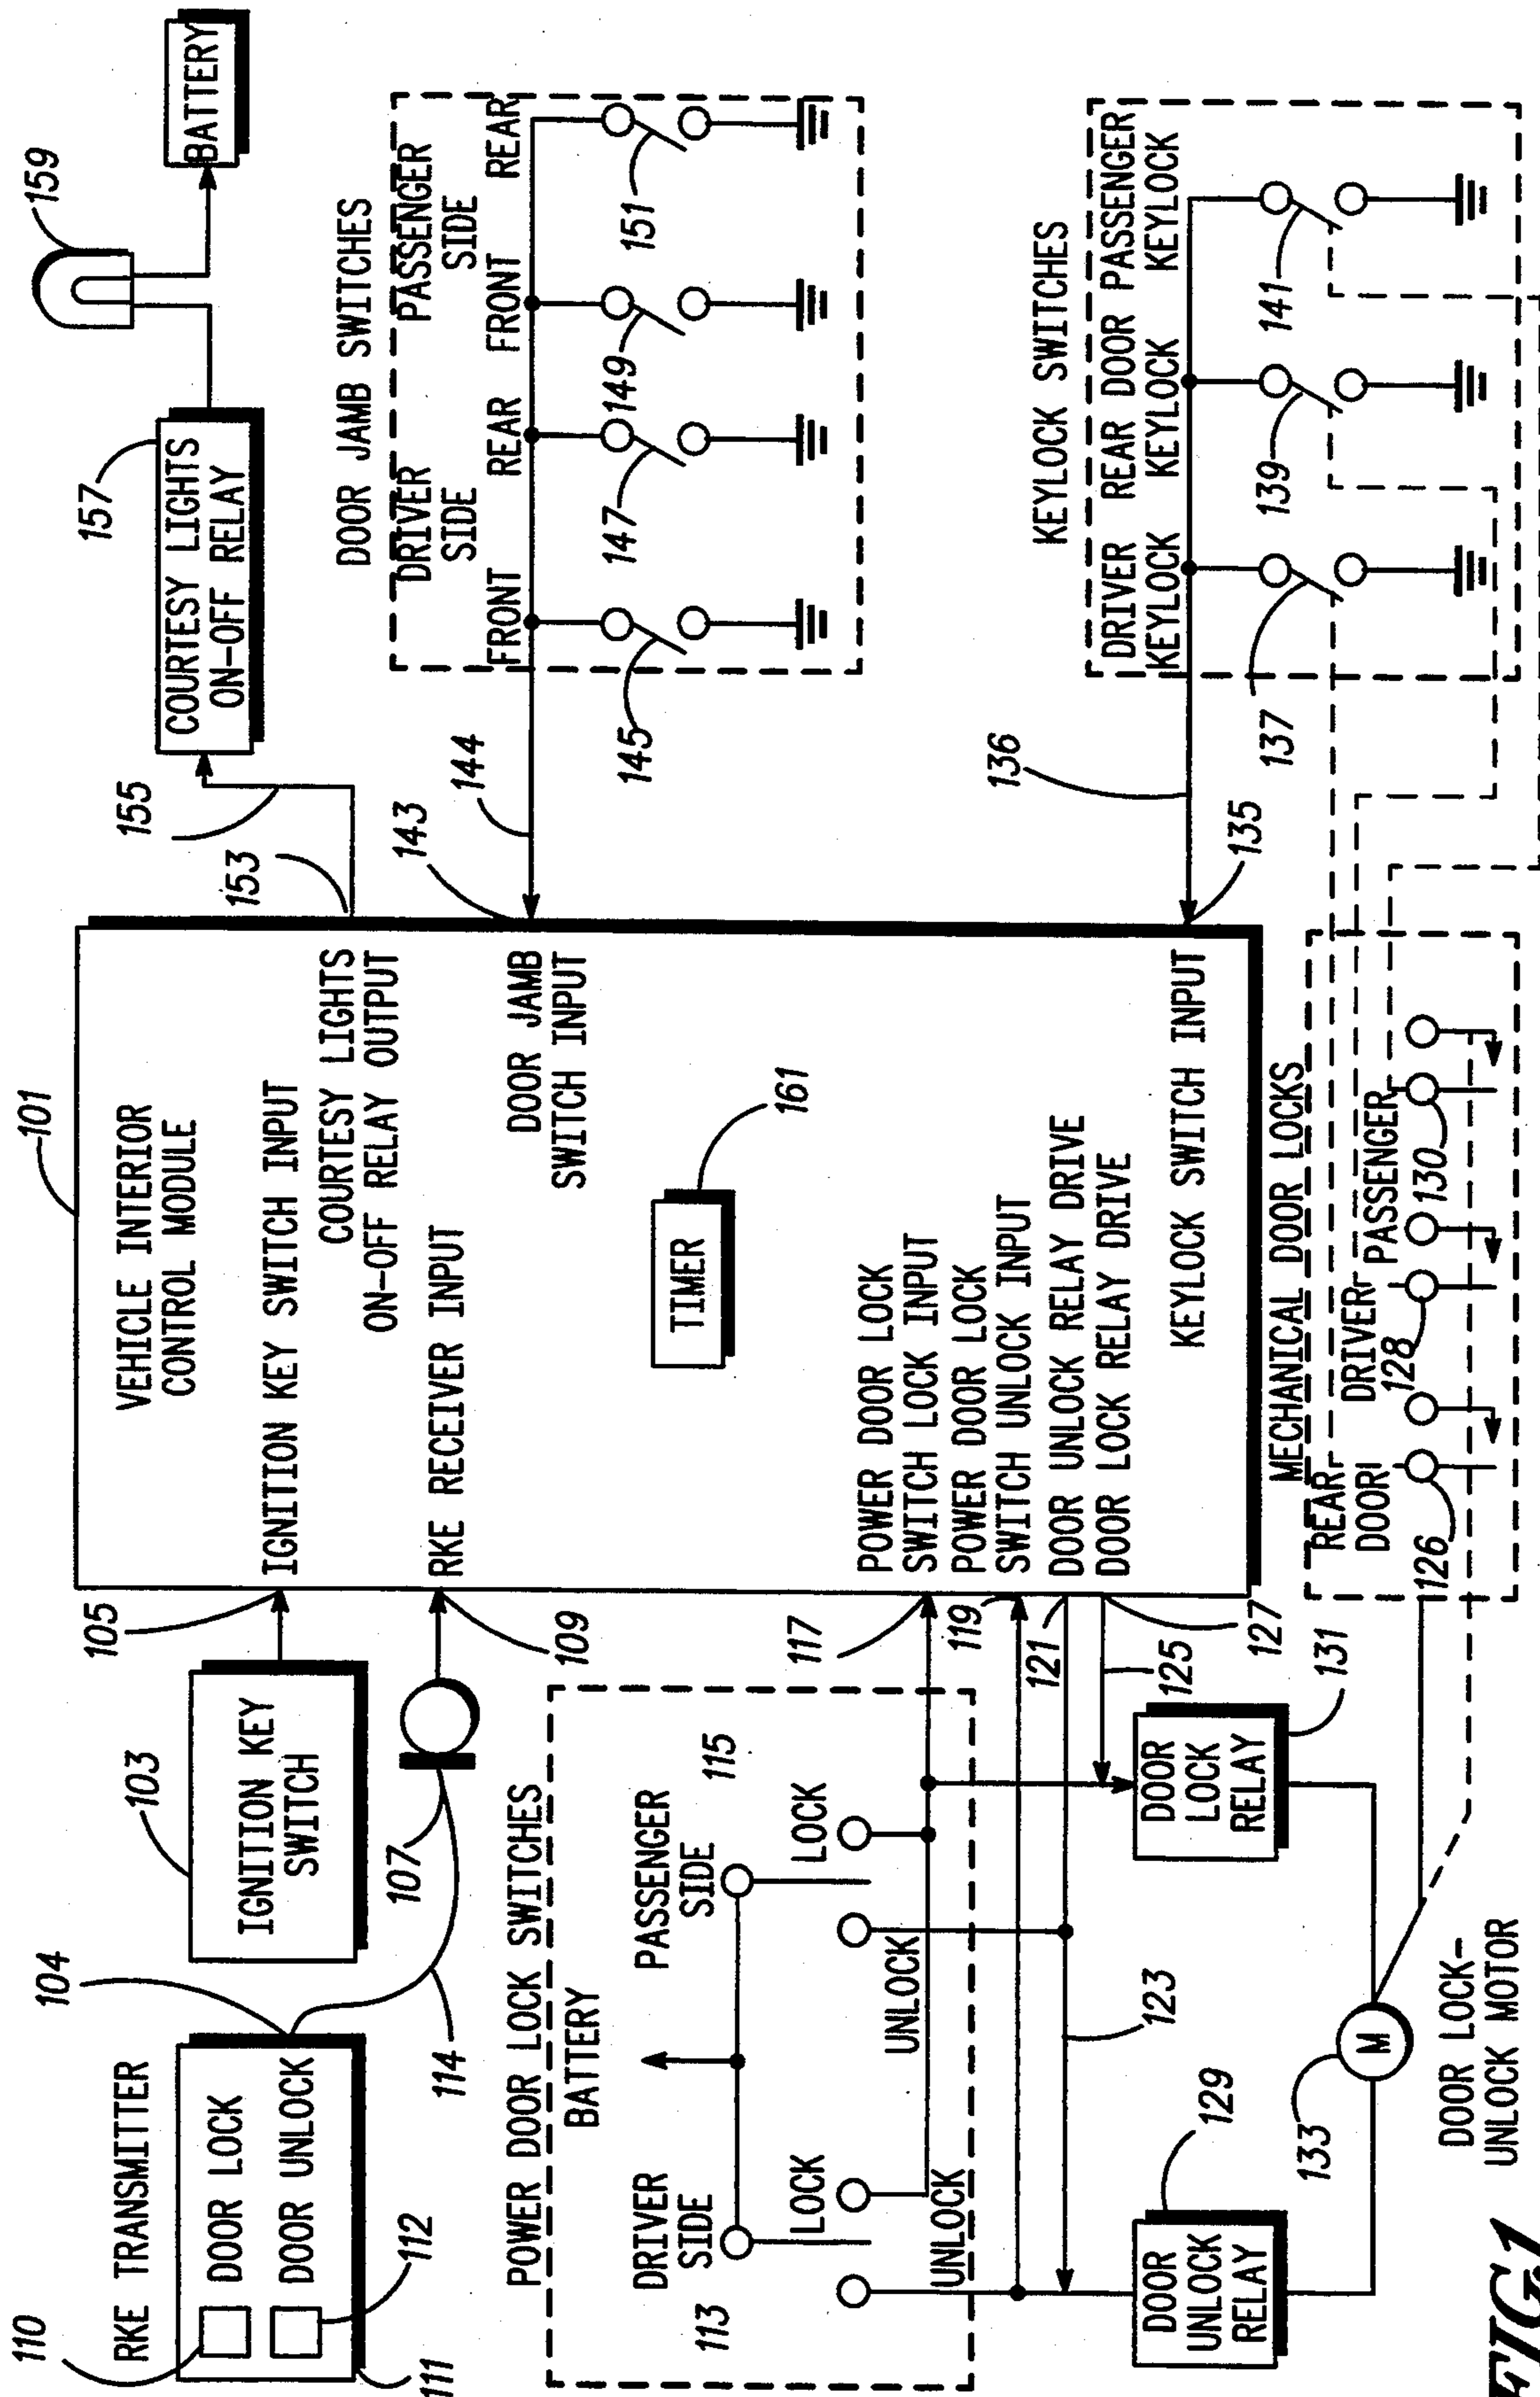 110
RKE TRANSMITTER
DOOR LOCK
DOOR UNLOCK
112
111
104
114
103
IGNITION KEY
SWITCH
107
105
109
101
VEHICLE INTERIOR
CONTROL MODULE
IGNITION KEY SWITCH INPUT
COURTESY LIGHTS
ON-OFF RELAY OUTPUT
RKE RECEIVER INPUT
DOOR JAMB
SWITCH INPUT
TIMER
161
POWER DOOR LOCK
SWITCH LOCK INPUT
POWER DOOR LOCK
SWITCH UNLOCK INPUT
DOOR UNLOCK RELAY DRIVE
DOOR LOCK RELAY DRIVE
KEYLOCK SWITCH INPUT
153
155
157
COURTESY LIGHTS
ON-OFF RELAY
159
BATTERY
143
144
DOOR JAMB SWITCHES
DRIVER
SIDE
PASSENGER
SIDE
FRONT
REAR
FRONT
REAR
145
147
149
151
POWER DOOR LOCK SWITCHES
BATTERY
DRIVER
SIDE
PASSENGER
SIDE
113
115
LOCK
LOCK
UNLOCK
UNLOCK
117
119
121
123
125
127
DOOR
UNLOCK
RELAY
129
DOOR
LOCK
RELAY
131
M
133
DOOR LOCK-
UNLOCK MOTOR
135
136
KEYLOCK SWITCHES
DRIVER
KEYLOCK
REAR DOOR
KEYLOCK
PASSENGER
KEYLOCK
137
139
141
MECHANICAL DOOR LOCKS
REAR
DOOR
DRIVER
PASSENGER
126
128
130
FIG.1